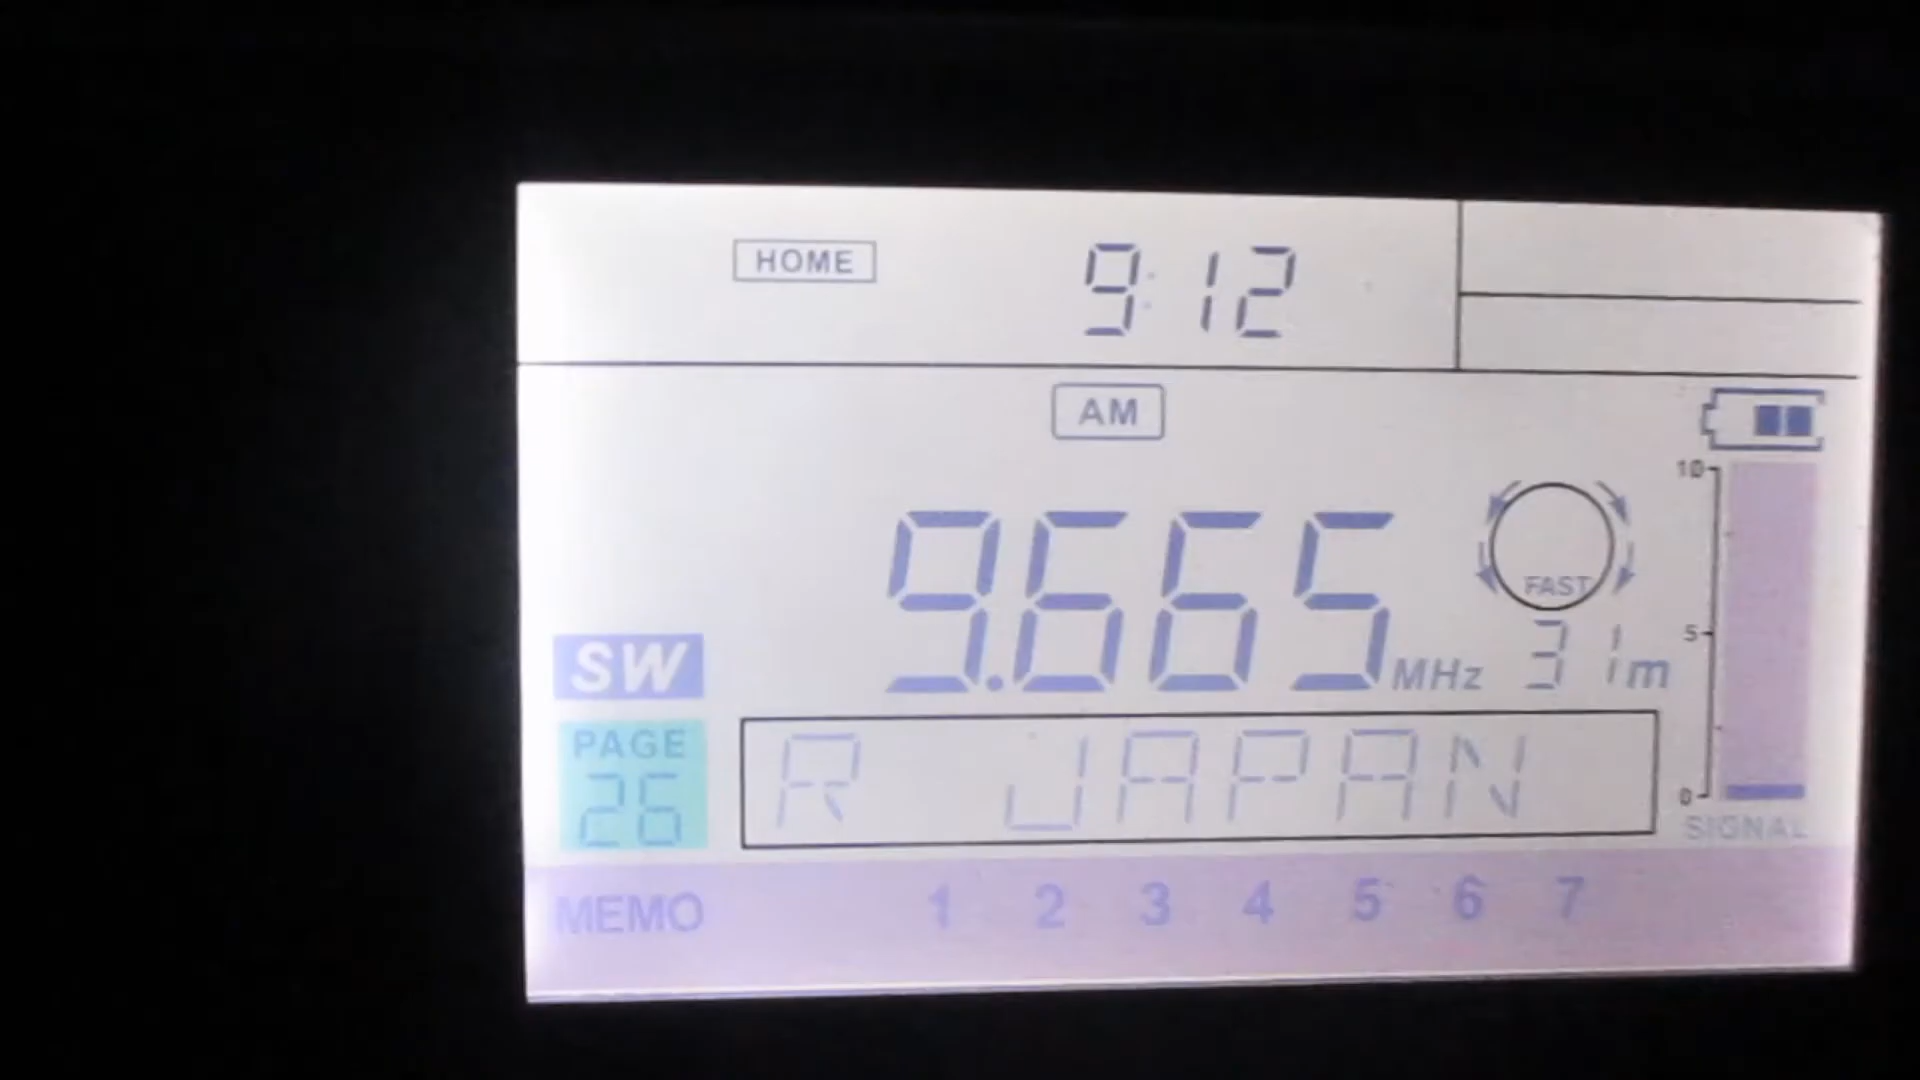 HOME 9:12
AM
10
FAST
9.665 MHz 31m
5
SW
PAGE
26
R JAPAN
0
SIGNAL
MEMO 1 2 3 4 5 6 7